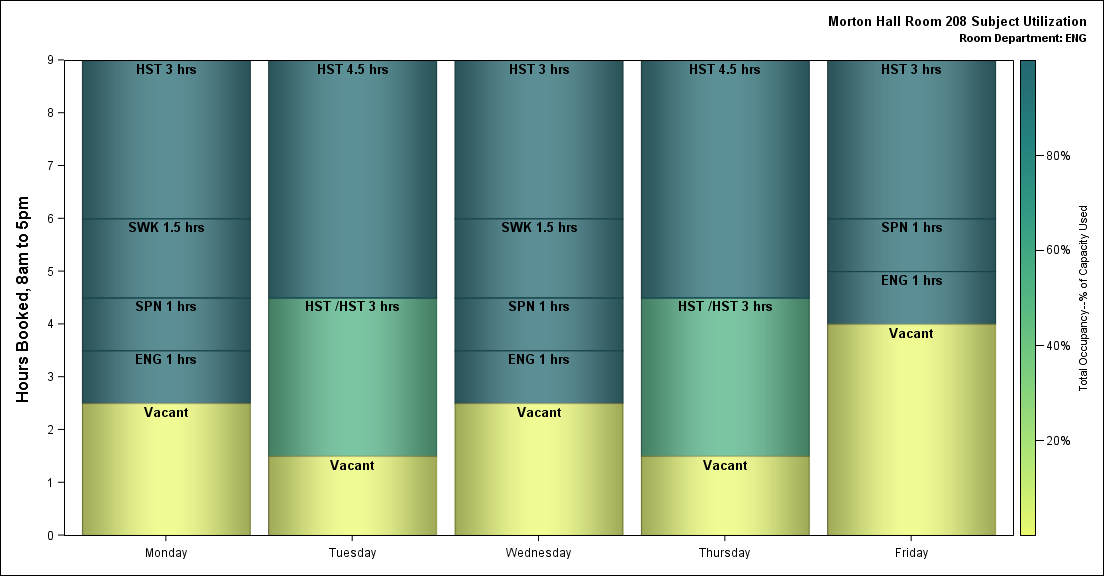 Morton Hall Room 208 Subject Utilization
Room Department: ENG
Hours Booked, 8am to 5pm
9
8
7
6
5
4
3
2
1
0
HST 3 hrs
SWK 1.5 hrs
SPN 1 hrs
ENG 1 hrs
Vacant
HST 4.5 hrs
HST /HST 3 hrs
Vacant
HST 3 hrs
SWK 1.5 hrs
SPN 1 hrs
ENG 1 hrs
Vacant
HST 4.5 hrs
HST /HST 3 hrs
Vacant
HST 3 hrs
SPN 1 hrs
ENG 1 hrs
Vacant
Monday
Tuesday
Wednesday
Thursday
Friday
80%
60%
40%
20%
Total Occupancy--% of Capacity Used